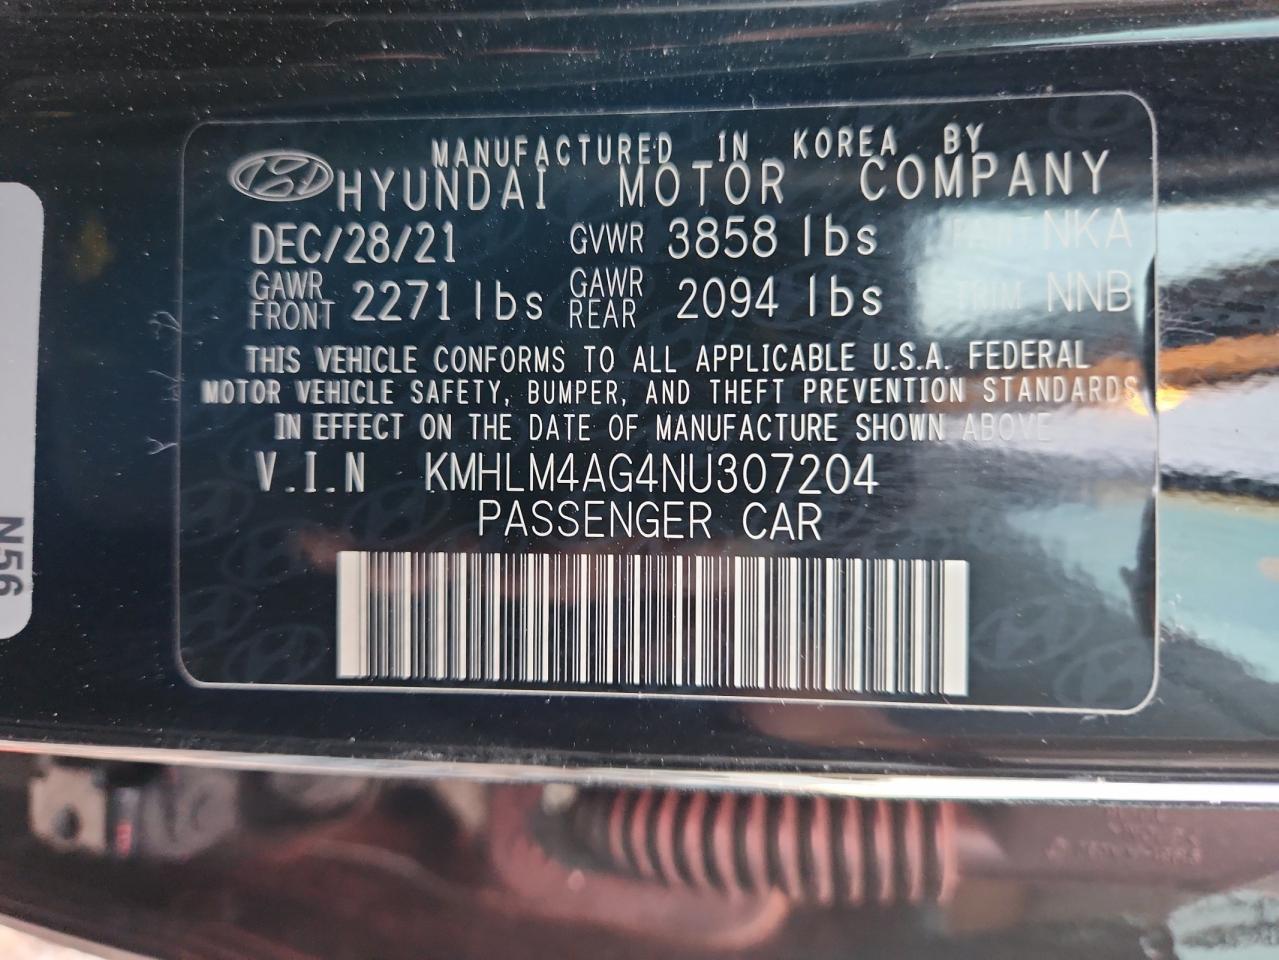 MANUFACTURED IN KOREA BY
HYUNDAI MOTOR COMPANY
DEC/28/21 GVWR 3858 lbs PAINT NKA
GAWR FRONT 2271 lbs GAWR REAR 2094 lbs TRIM NNB
THIS VEHICLE CONFORMS TO ALL APPLICABLE U.S.A. FEDERAL
MOTOR VEHICLE SAFETY, BUMPER, AND THEFT PREVENTION STANDARDS
IN EFFECT ON THE DATE OF MANUFACTURE SHOWN ABOVE
V.I.N KMHLM4AG4NU307204
PASSENGER CAR
N56